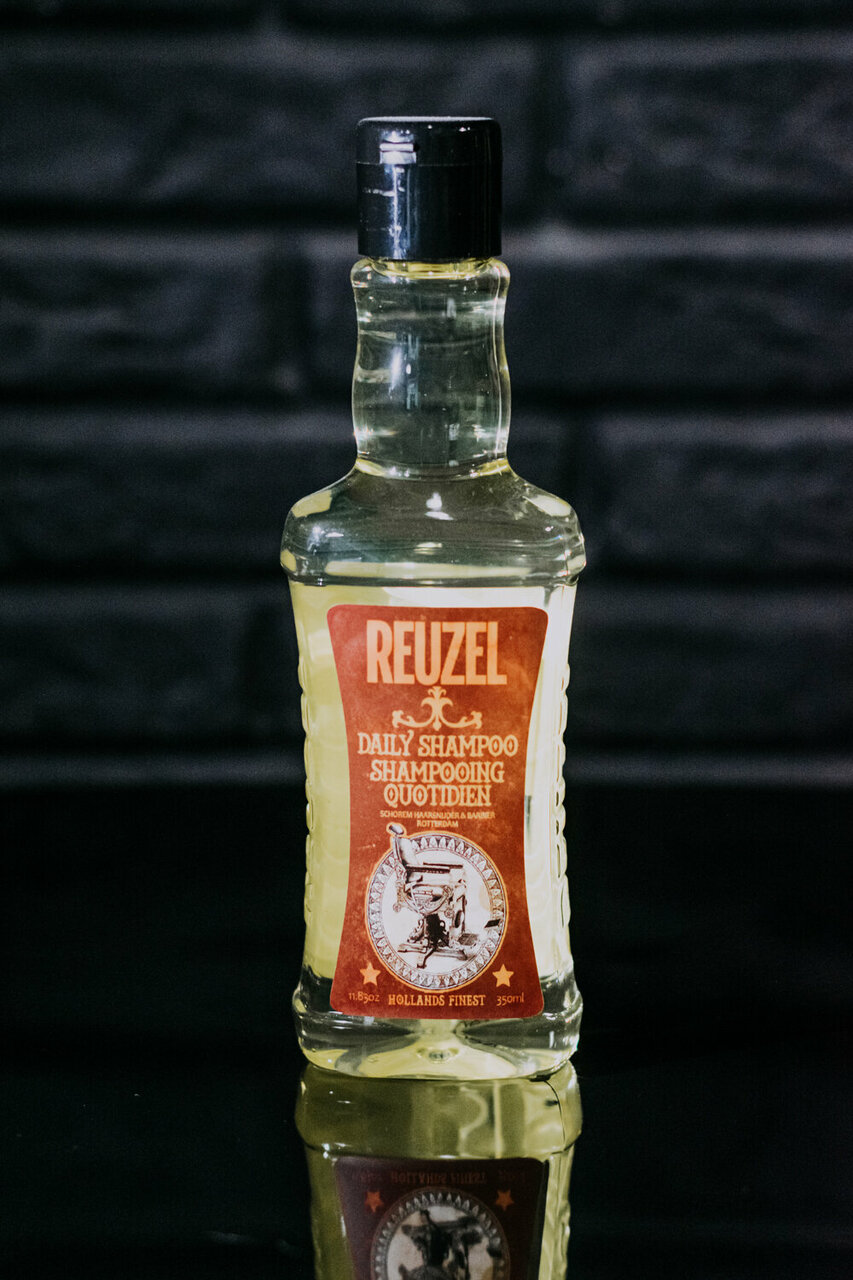 REUZEL
DAILY SHAMPOO
SHAMPOOING
QUOTIDIEN
SCHOREM HAARSNIJDER & BARBIER
ROTTERDAM
11.83oz HOLLANDS FINEST 350ml